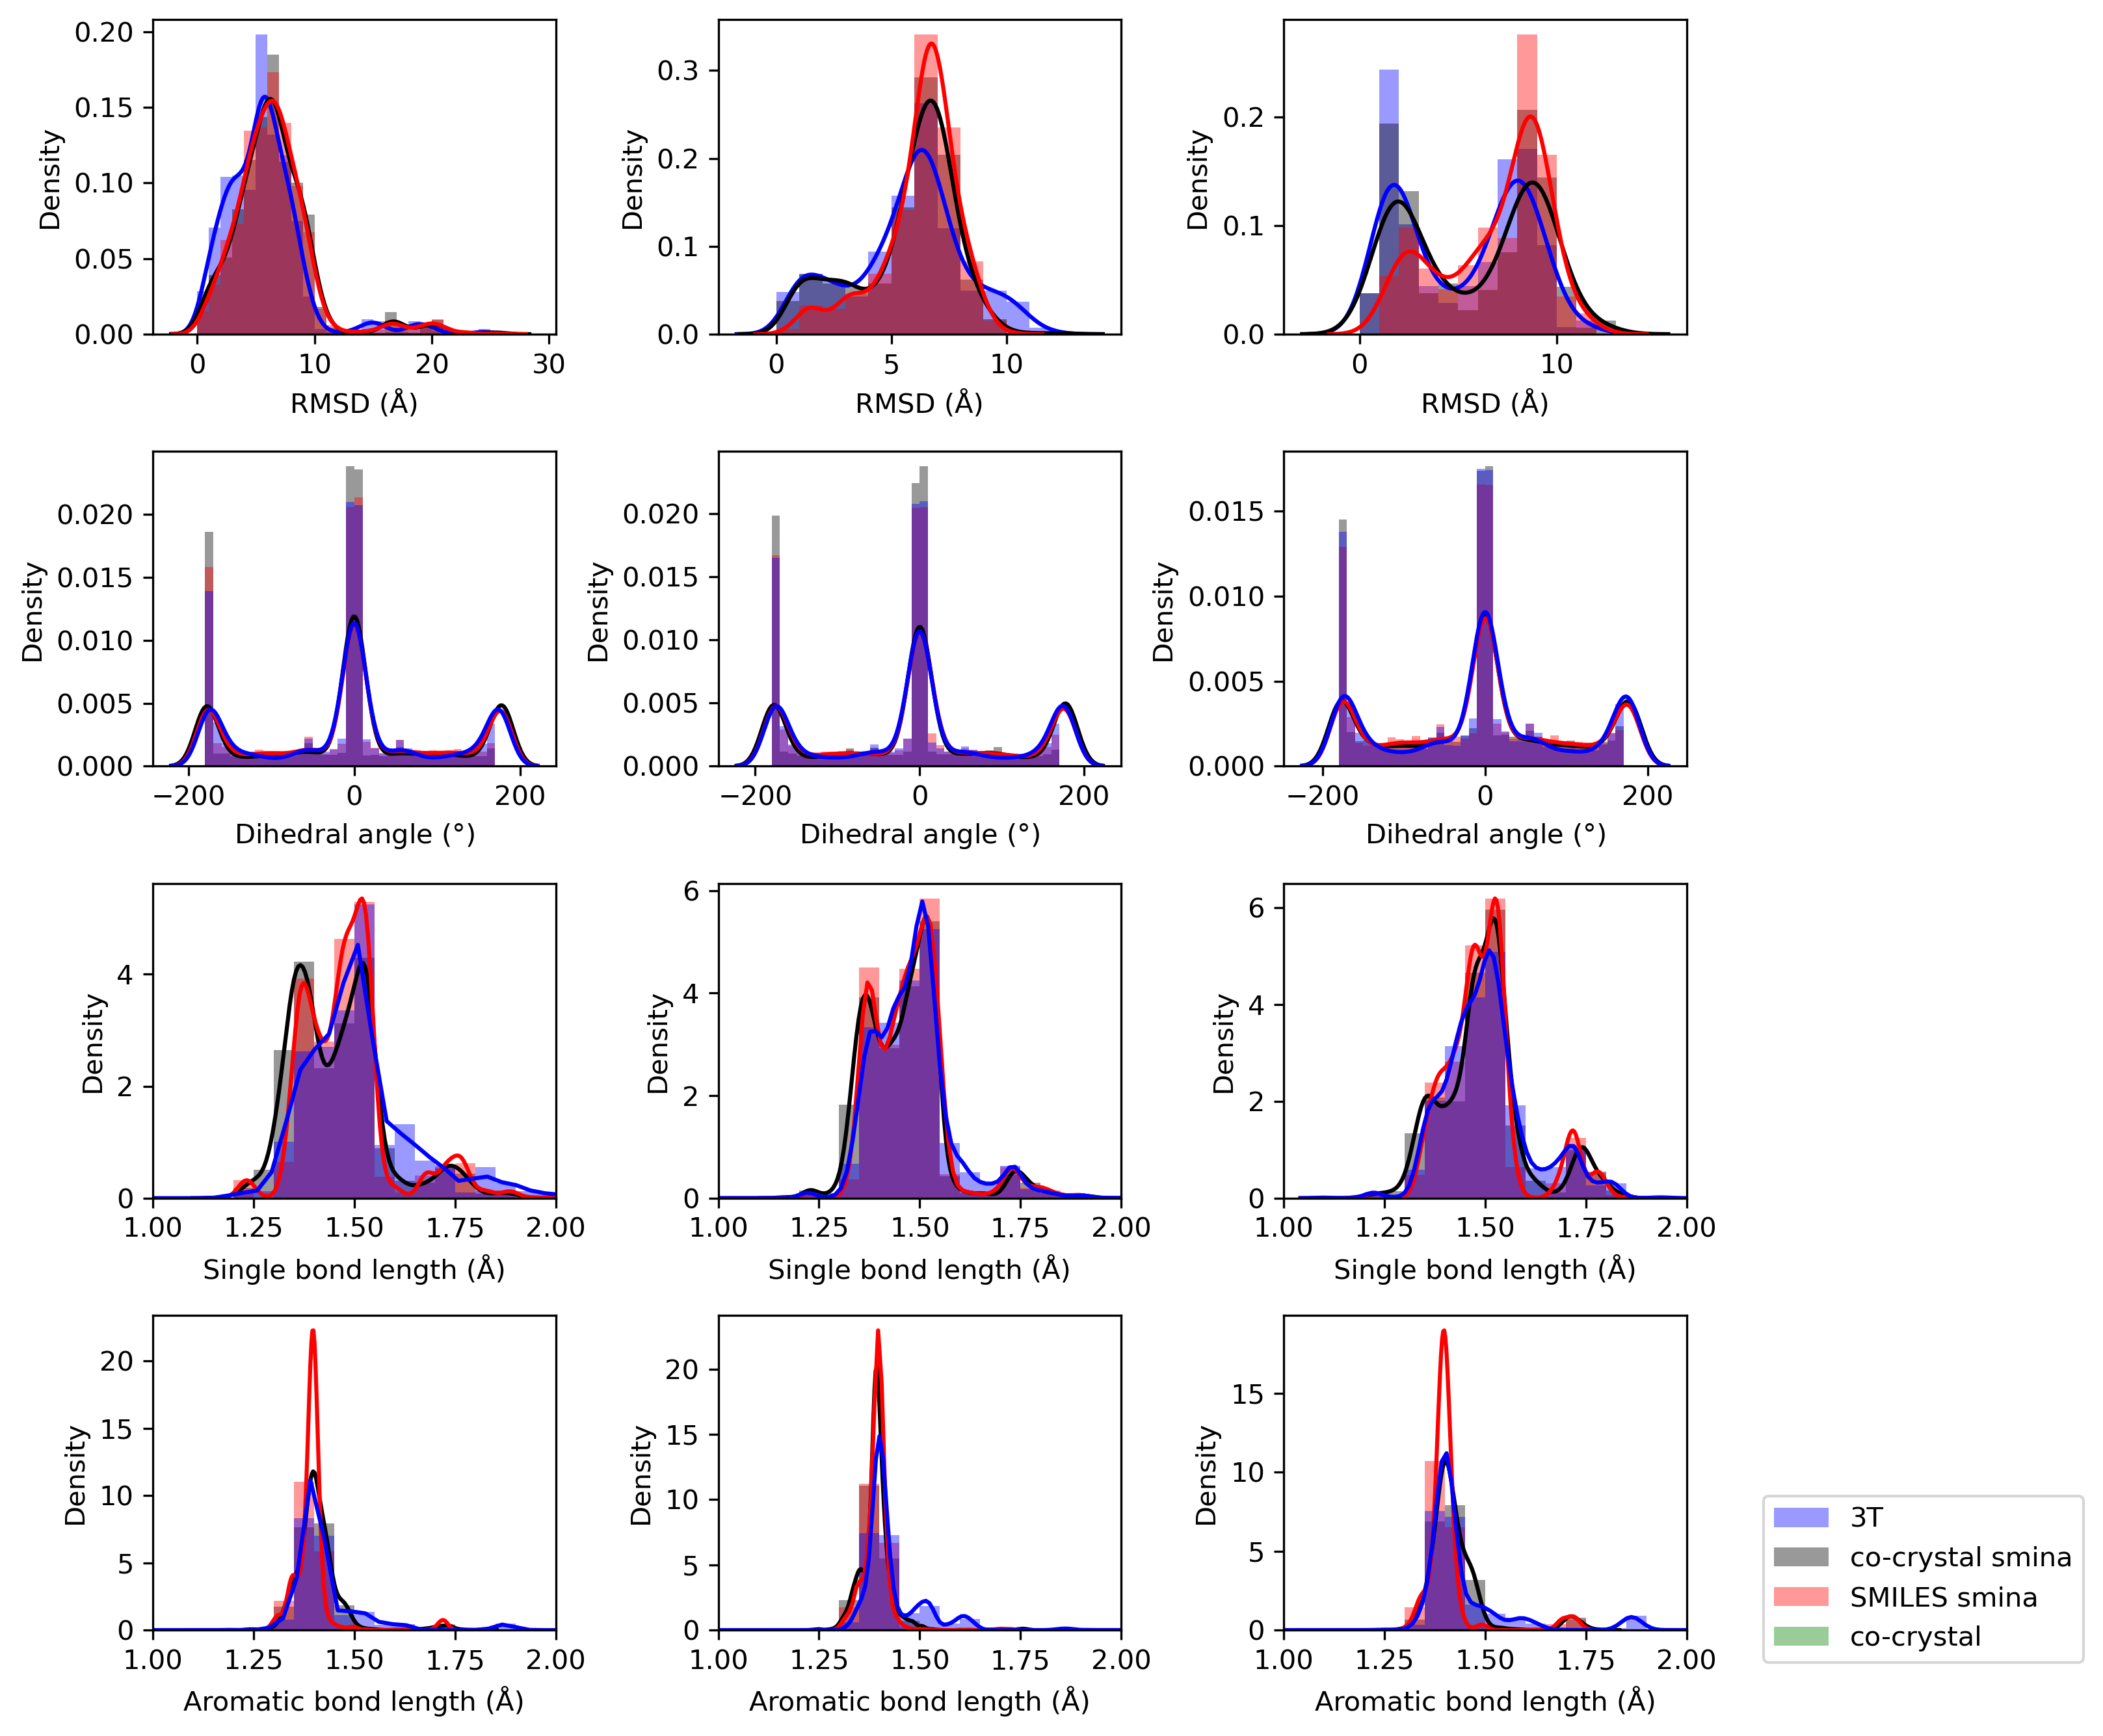 0.20
0.15
0.10
0.05
0.00
Density
0 10 20 30
RMSD (Å)
0.3
0.2
0.1
0.0
Density
0 5 10
RMSD (Å)
0.2
0.1
0.0
Density
0 10
RMSD (Å)
0.020
0.015
0.010
0.005
0.000
Density
−200 0 200
Dihedral angle (°)
0.020
0.015
0.010
0.005
0.000
Density
−200 0 200
Dihedral angle (°)
0.015
0.010
0.005
0.000
Density
−200 0 200
Dihedral angle (°)
4
2
0
Density
1.00 1.25 1.50 1.75 2.00
Single bond length (Å)
6
4
2
0
Density
1.00 1.25 1.50 1.75 2.00
Single bond length (Å)
6
4
2
0
Density
1.00 1.25 1.50 1.75 2.00
Single bond length (Å)
20
15
10
5
0
Density
1.00 1.25 1.50 1.75 2.00
Aromatic bond length (Å)
20
15
10
5
0
Density
1.00 1.25 1.50 1.75 2.00
Aromatic bond length (Å)
15
10
5
0
Density
1.00 1.25 1.50 1.75 2.00
Aromatic bond length (Å)
3T
co-crystal smina
SMILES smina
co-crystal